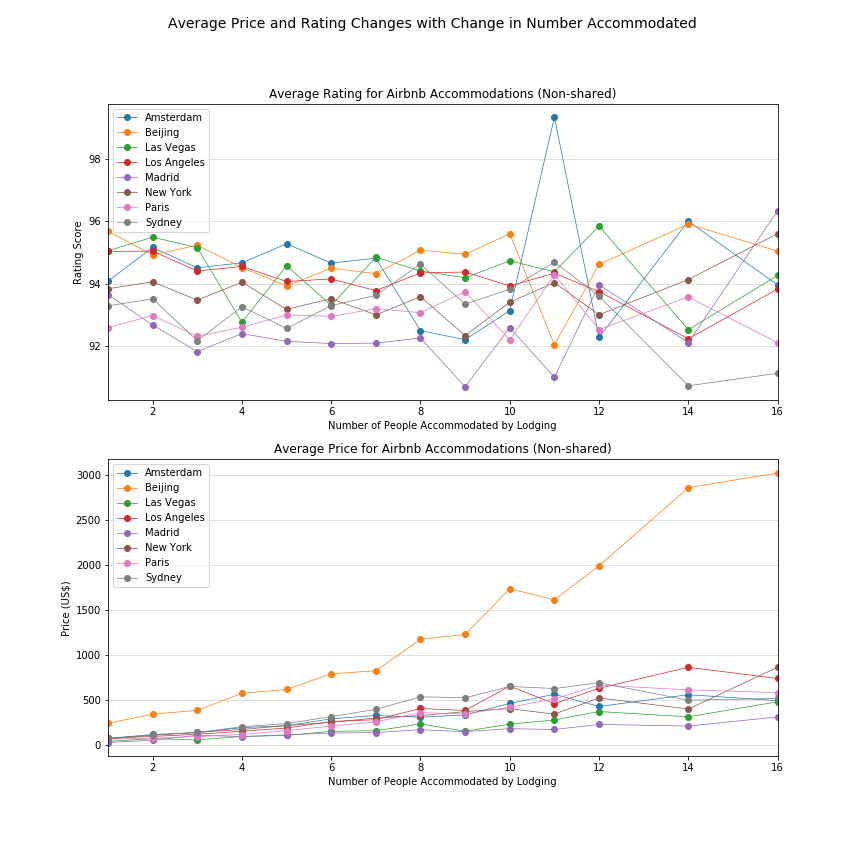 Average Price and Rating Changes with Change in Number Accommodated
Average Rating for Airbnb Accommodations (Non-shared)
Amsterdam
Beijing
Las Vegas
Los Angeles
Madrid
New York
Paris
Sydney
98
96
94
92
Rating Score
2 4 6 8 10 12 14 16
Number of People Accommodated by Lodging
Average Price for Airbnb Accommodations (Non-shared)
Amsterdam
Beijing
Las Vegas
Los Angeles
Madrid
New York
Paris
Sydney
3000
2500
2000
1500
1000
500
0
Price (US$)
2 4 6 8 10 12 14 16
Number of People Accommodated by Lodging